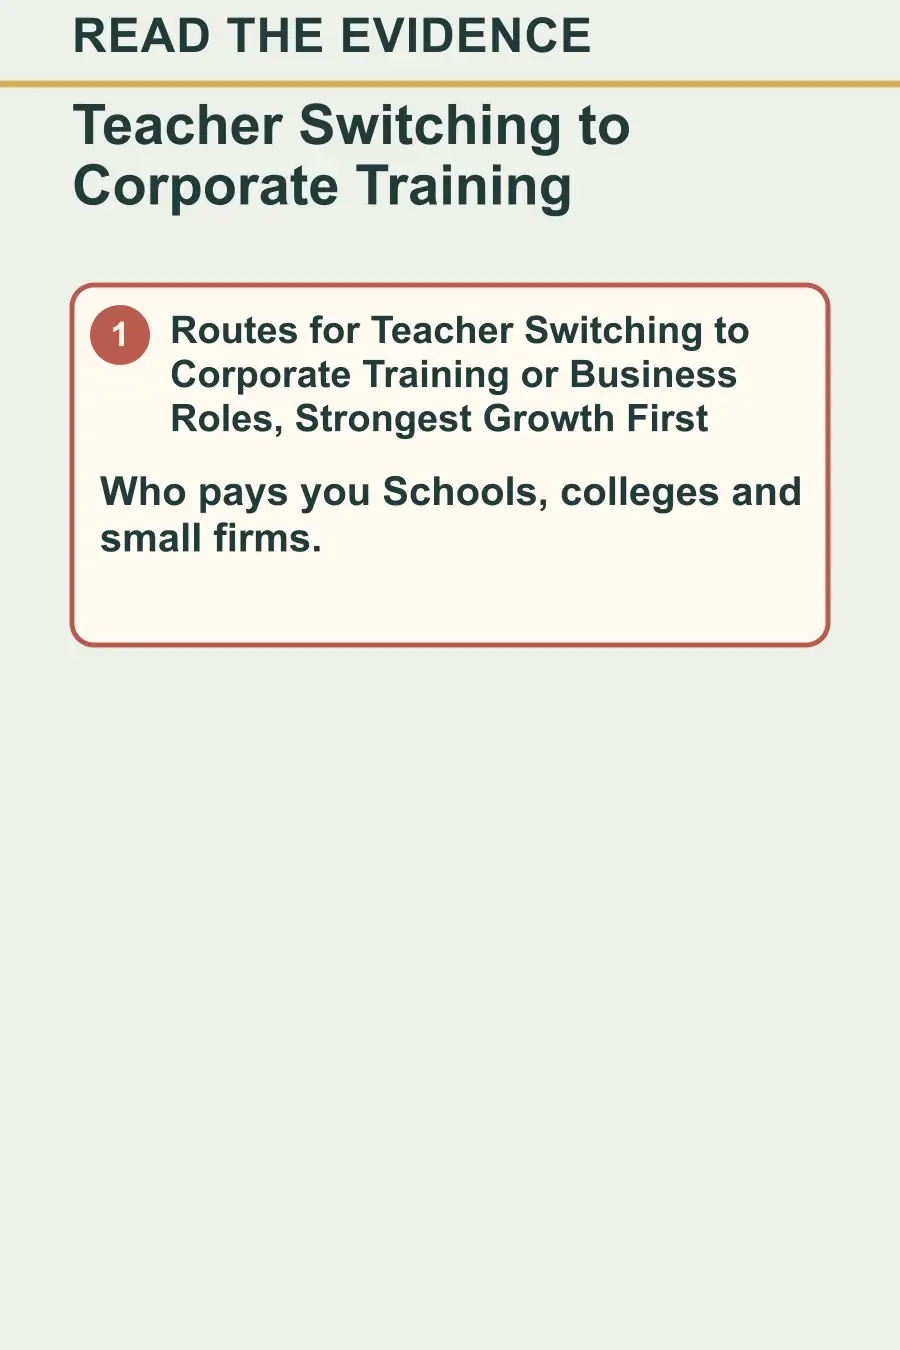 READ THE EVIDENCE
Teacher Switching to
Corporate Training
1
Routes for Teacher Switching to
Corporate Training or Business
Roles, Strongest Growth First
Who pays you Schools, colleges and
small firms.